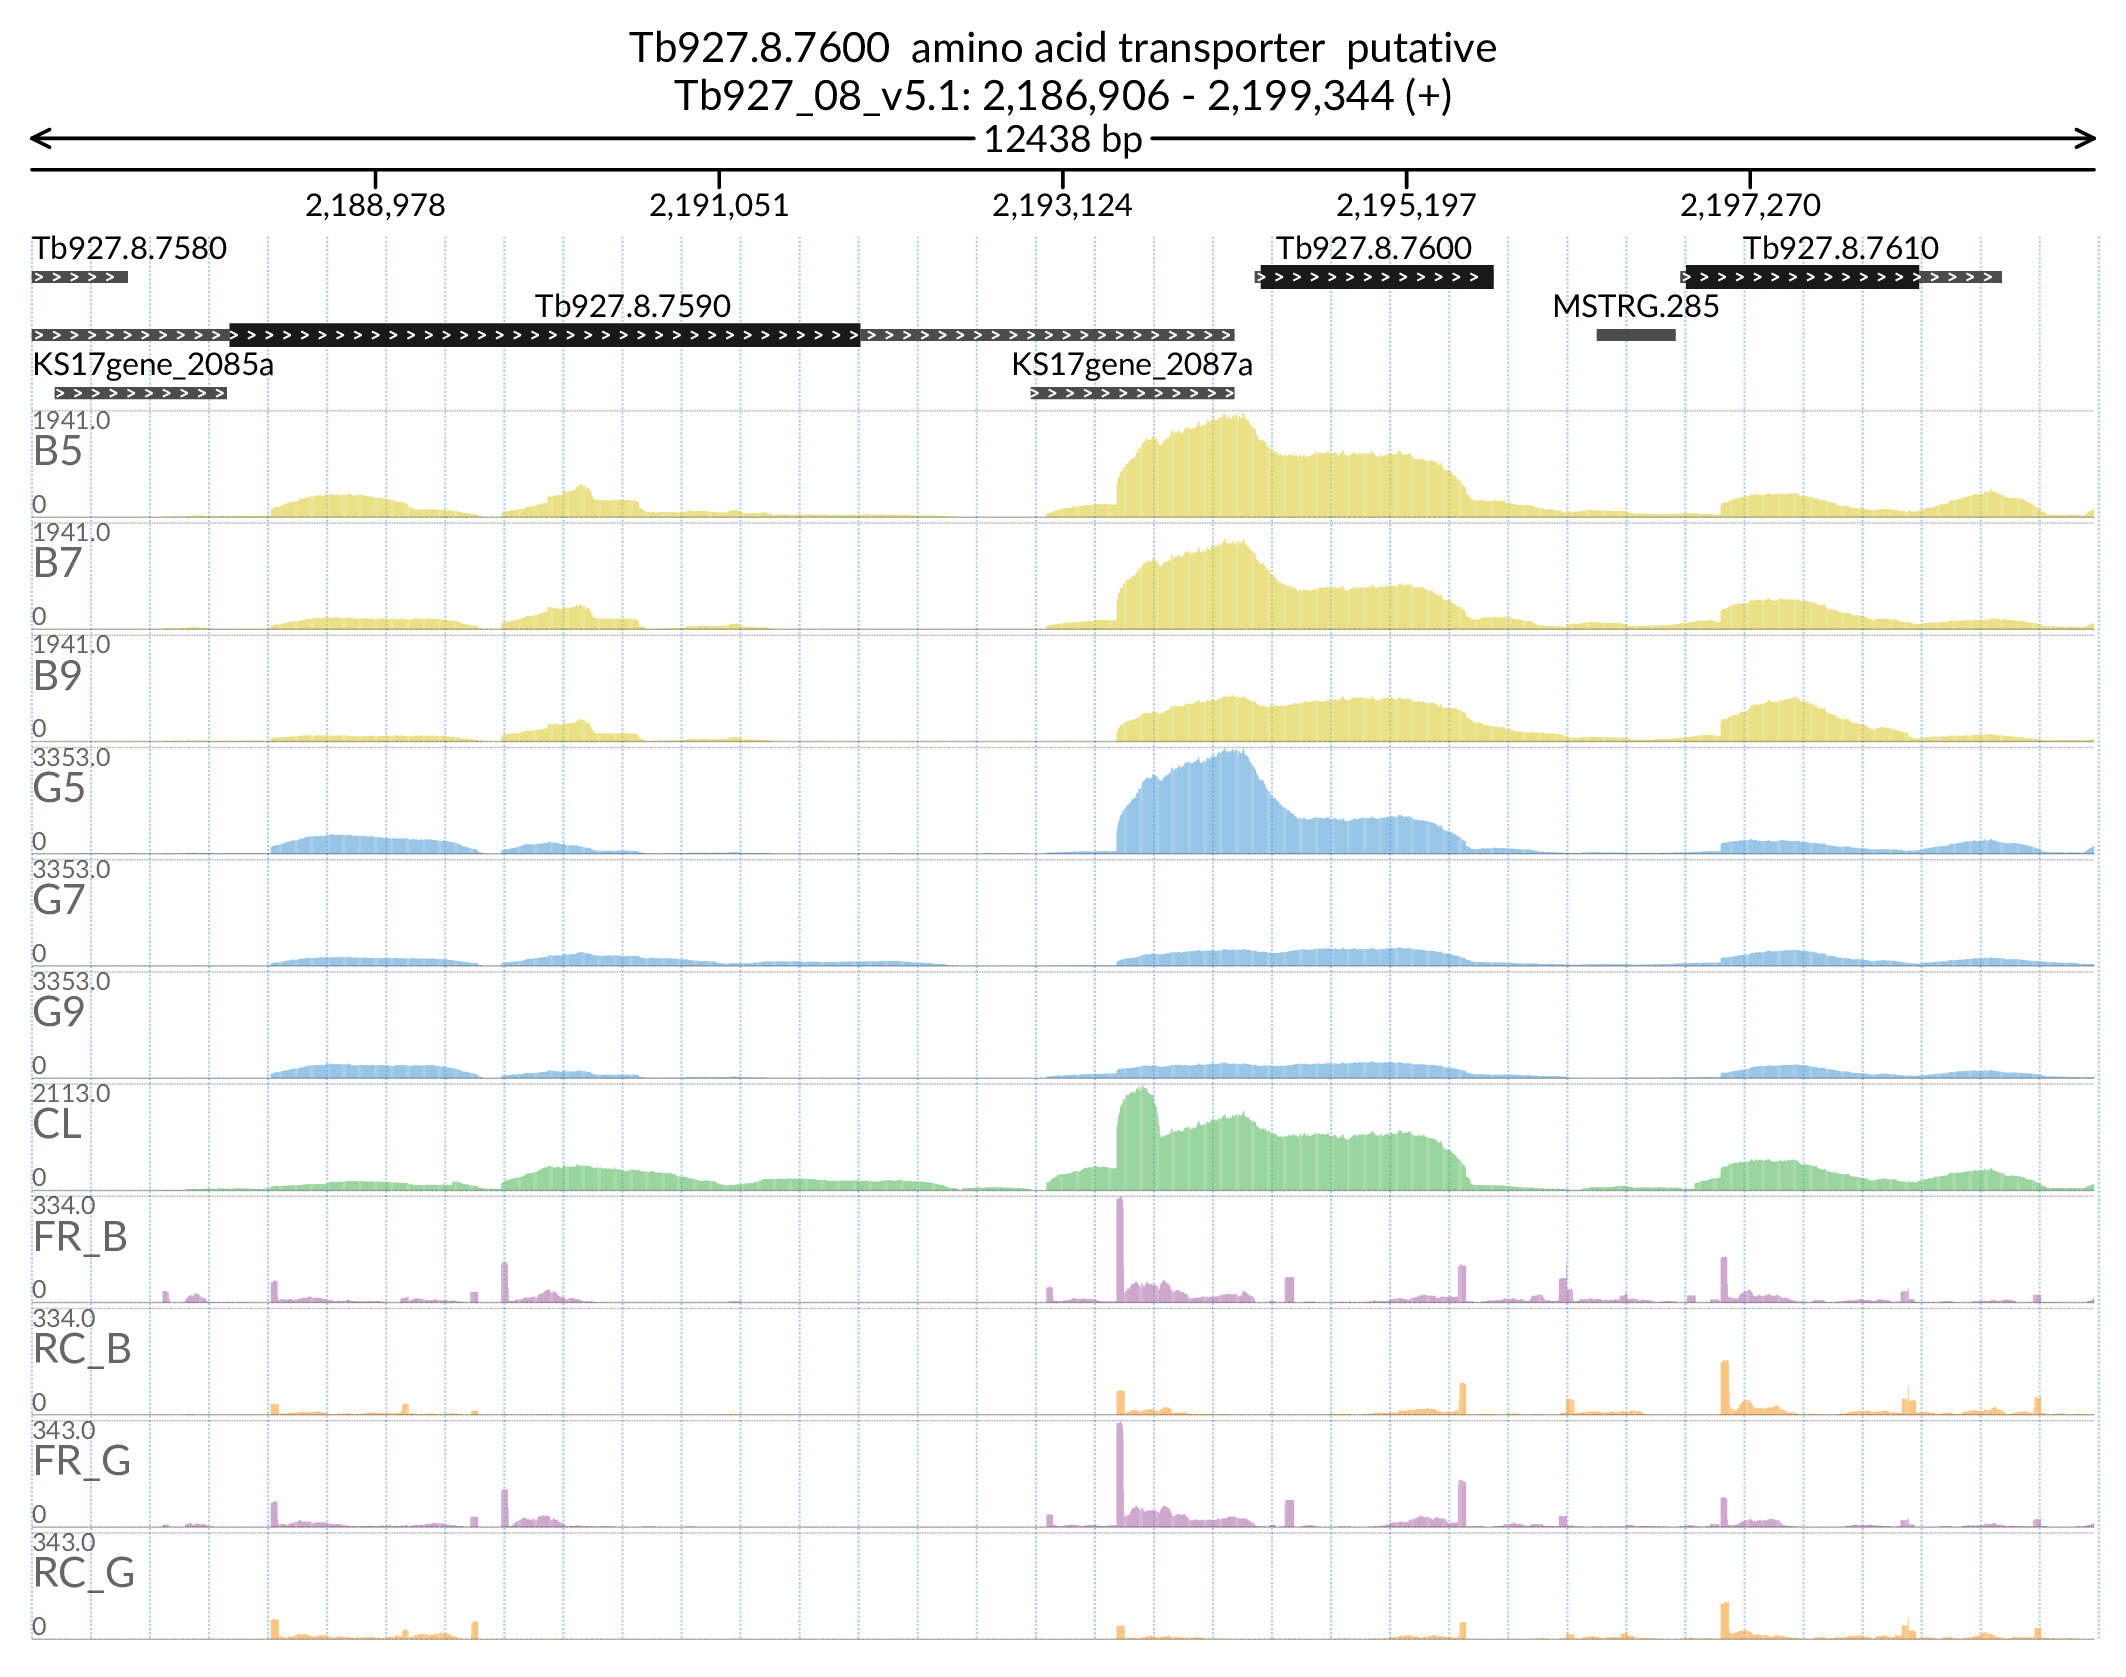 Tb927.8.7600 amino acid transporter putative
Tb927_08_v5.1: 2,186,906 - 2,199,344 (+)
12438 bp
2,188,978 2,191,051 2,193,124 2,195,197 2,197,270
Tb927.8.7580 Tb927.8.7600 Tb927.8.7610
Tb927.8.7590 MSTRG.285
KS17gene_2085a KS17gene_2087a
1941.0
B5
0
1941.0
B7
0
1941.0
B9
0
3353.0
G5
0
3353.0
G7
0
3353.0
G9
0
2113.0
CL
0
334.0
FR_B
0
334.0
RC_B
0
343.0
FR_G
0
343.0
RC_G
0